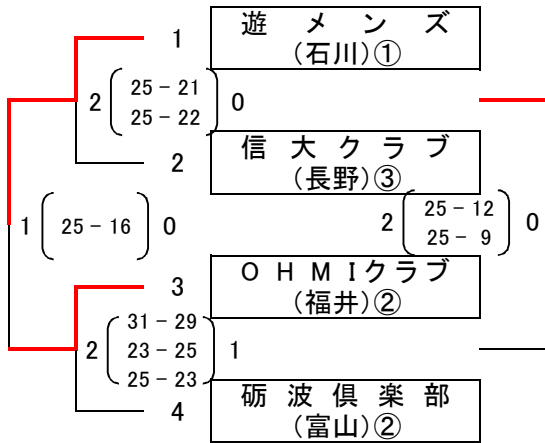 1 遊メンズ
(石川)①
2 25-21 0
25-22
2 信大クラブ
(長野)③
1 25-16 0
2 25-12 0
25- 9
3 OHMIクラブ
(福井)②
2 31-29 1
23-25
25-23
4 砺波倶楽部
(富山)②